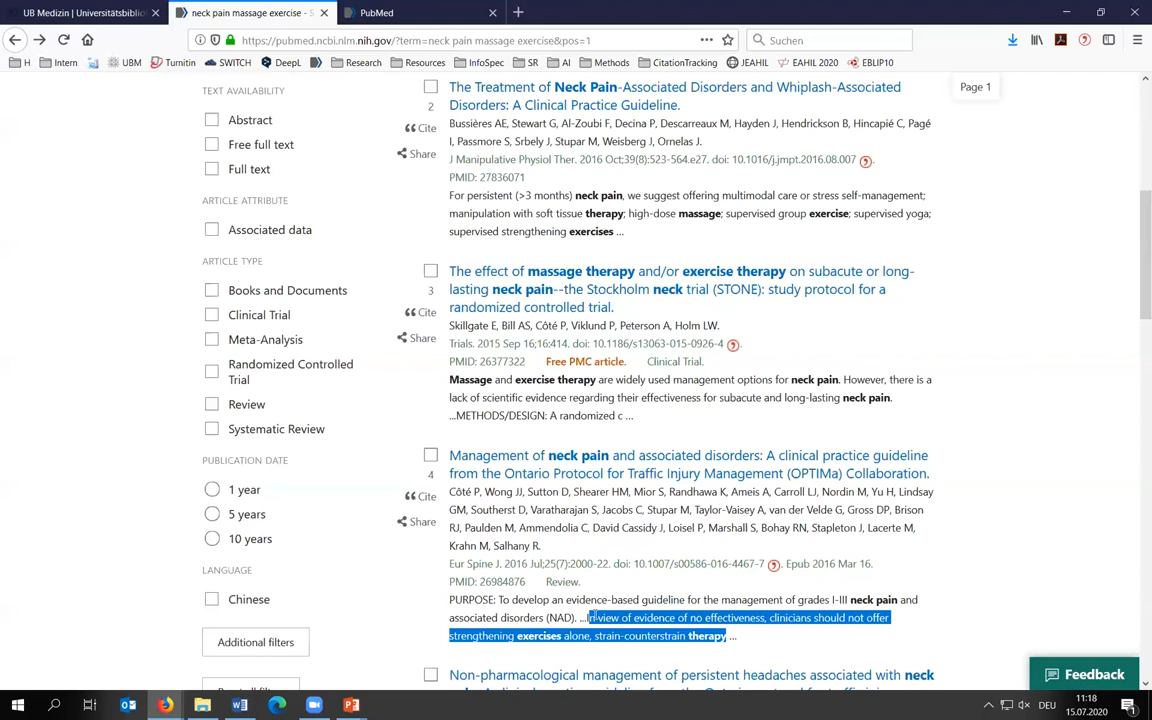 UB Medizin | Universitätsbibliot
neck pain massage exercise - S
PubMed
https://pubmed.ncbi.nlm.nih.gov/?term=neck pain massage exercise&pos=1
Suchen
H
Intern
UBM
Turnitin
SWITCH
DeepL
Research
Resources
InfoSpec
SR
AI
Methods
CitationTracking
JEAHIL
EAHIL 2020
EBLIP10
TEXT AVAILABILITY
Abstract
Free full text
Full text
ARTICLE ATTRIBUTE
Associated data
ARTICLE TYPE
Books and Documents
Clinical Trial
Meta-Analysis
Randomized Controlled
Trial
Review
Systematic Review
PUBLICATION DATE
1 year
5 years
10 years
LANGUAGE
Chinese
Additional filters
2
Cite
Share
The Treatment of Neck Pain-Associated Disorders and Whiplash-Associated
Disorders: A Clinical Practice Guideline.
Bussières AE, Stewart G, Al-Zoubi F, Decina P, Descarreaux M, Hayden J, Hendrickson B, Hincapié C, Pagé
I, Passmore S, Srbely J, Stupar M, Weisberg J, Ornelas J.
J Manipulative Physiol Ther. 2016 Oct;39(8):523-564.e27. doi: 10.1016/j.jmpt.2016.08.007 .
PMID: 27836071
For persistent (>3 months) neck pain, we suggest offering multimodal care or stress self-management;
manipulation with soft tissue therapy; high-dose massage; supervised group exercise; supervised yoga;
supervised strengthening exercises ...
3
Cite
Share
The effect of massage therapy and/or exercise therapy on subacute or long-
lasting neck pain--the Stockholm neck trial (STONE): study protocol for a
randomized controlled trial.
Skillgate E, Bill AS, Côté P, Viklund P, Peterson A, Holm LW.
Trials. 2015 Sep 16;16:414. doi: 10.1186/s13063-015-0926-4 .
PMID: 26377322 Free PMC article. Clinical Trial.
Massage and exercise therapy are widely used management options for neck pain. However, there is a
lack of scientific evidence regarding their effectiveness for subacute and long-lasting neck pain.
...METHODS/DESIGN: A randomized c ...
4
Cite
Share
Management of neck pain and associated disorders: A clinical practice guideline
from the Ontario Protocol for Traffic Injury Management (OPTIMa) Collaboration.
Côté P, Wong JJ, Sutton D, Shearer HM, Mior S, Randhawa K, Ameis A, Carroll LJ, Nordin M, Yu H, Lindsay
GM, Southerst D, Varatharajan S, Jacobs C, Stupar M, Taylor-Vaisey A, van der Velde G, Gross DP, Brison
RJ, Paulden M, Ammendolia C, David Cassidy J, Loisel P, Marshall S, Bohay RN, Stapleton J, Lacerte M,
Krahn M, Salhany R.
Eur Spine J. 2016 Jul;25(7):2000-22. doi: 10.1007/s00586-016-4467-7 . Epub 2016 Mar 16.
PMID: 26984876 Review.
PURPOSE: To develop an evidence-based guideline for the management of grades I-III neck pain and
associated disorders (NAD). ...In view of evidence of no effectiveness, clinicians should not offer
strengthening exercises alone, strain-counterstrain therapy ...
Non-pharmacological management of persistent headaches associated with neck
Page 1
Feedback
DEU
11:18
15.07.2020
1